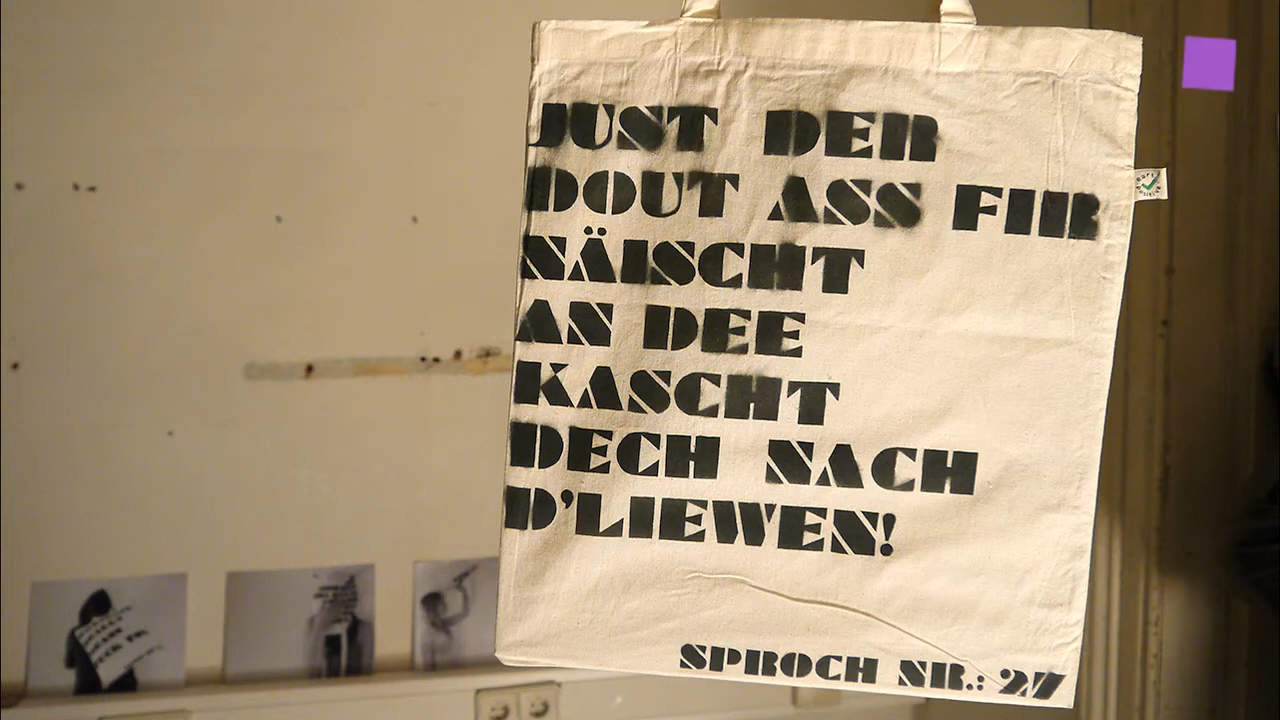 JUST DER
DOUT ASS FIR
NÄISCHT
AN DEE
KASCHT
DECH NACH
D'LIEWEN!
SPROCH NR.: 27